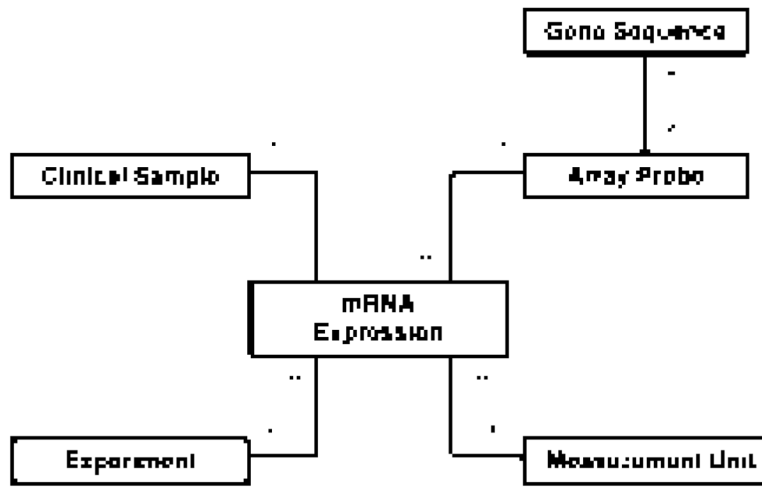 Gene Sequence
Clinical Sample
Array Probe
mRNA
Expression
Experiment
Measurement Unit